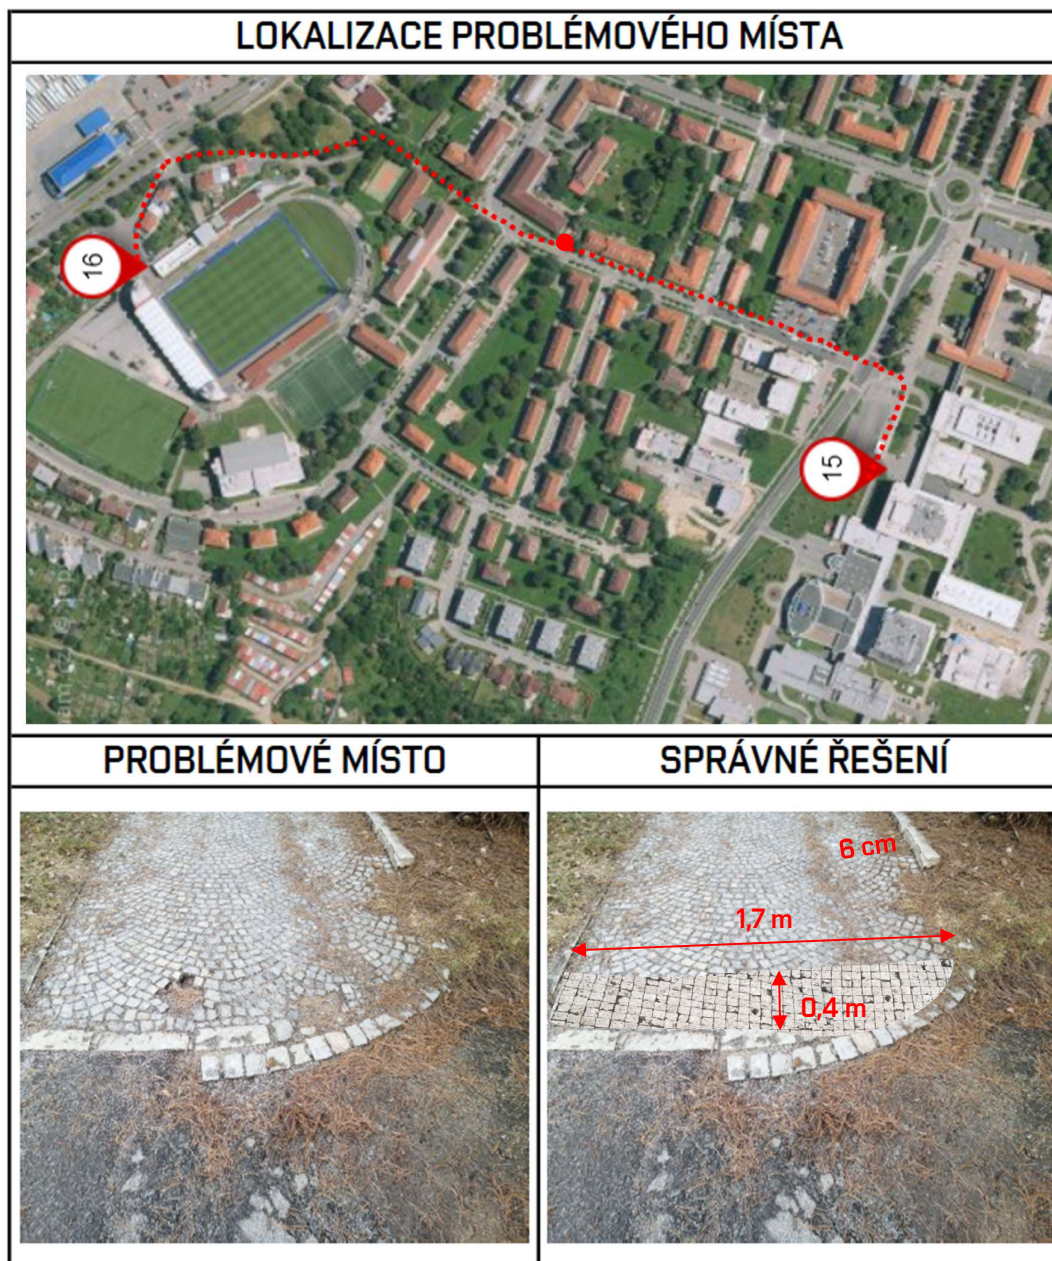 LOKALIZACE PROBLÉMOVÉHO MÍSTA
16
15
PROBLÉMOVÉ MÍSTO
SPRÁVNÉ ŘEŠENÍ
6 cm
1,7 m
0,4 m